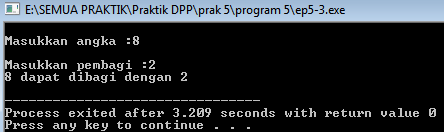 E:\SEMUA PRAKTIK\Praktik DPP\prak 5\program 5\ep5-3.exe
Masukkan angka :8
Masukkan pembagi :2
8 dapat dibagi dengan 2
--------------------------------
Process exited after 3.209 seconds with return value 0
Press any key to continue . . .